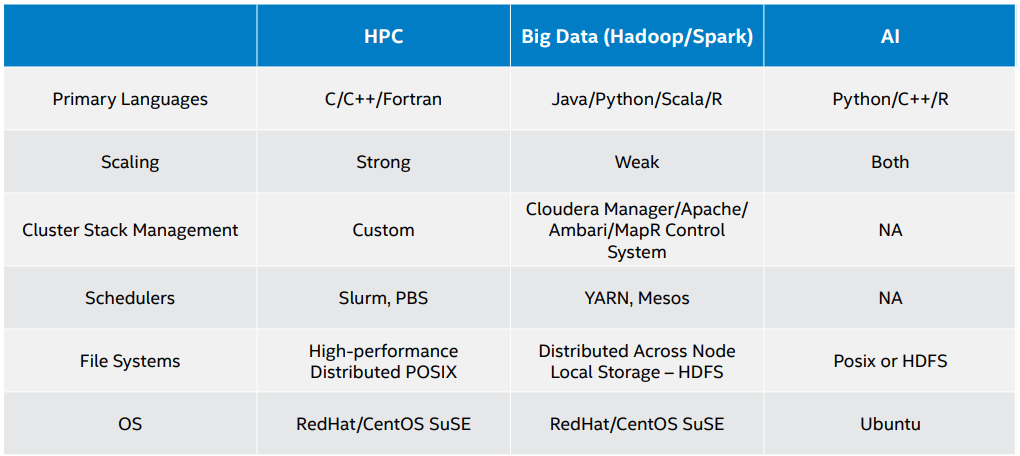 HPC
Big Data (Hadoop/Spark)
AI
Primary Languages
C/C++/Fortran
Java/Python/Scala/R
Python/C++/R
Scaling
Strong
Weak
Both
Cluster Stack Management
Custom
Cloudera Manager/Apache/
Ambari/MapR Control
System
NA
Schedulers
Slurm, PBS
YARN, Mesos
NA
File Systems
High-performance
Distributed POSIX
Distributed Across Node
Local Storage – HDFS
Posix or HDFS
OS
RedHat/CentOS SuSE
RedHat/CentOS SuSE
Ubuntu